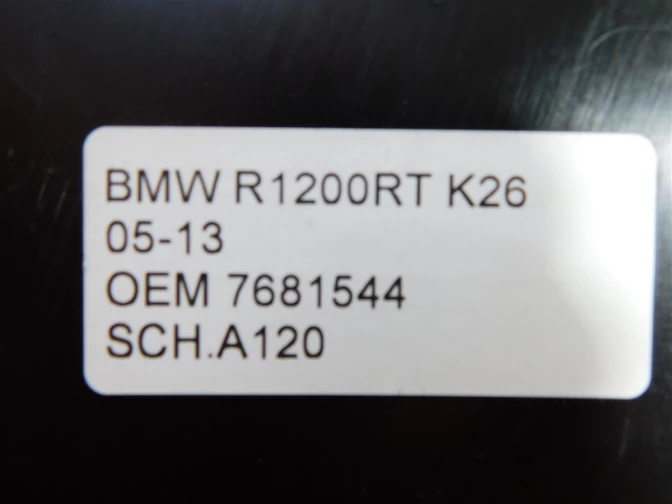 BMW R1200RT K26
05-13
OEM 7681544
SCH.A120